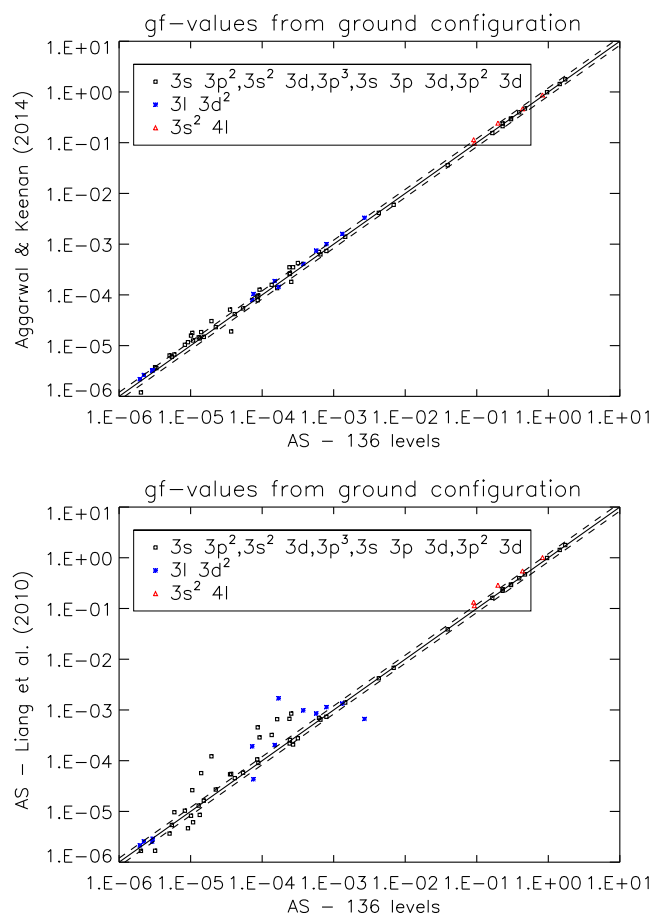 gf−values from ground configuration
Aggarwal & Keenan (2014)
1.E+01
1.E+00
1.E-01
1.E-02
1.E-03
1.E-04
1.E-05
1.E-06
3s 3p², 3s² 3d, 3p³, 3s 3p 3d, 3p² 3d
3l 3d²
3s² 4l
1.E-06 1.E-05 1.E-04 1.E-03 1.E-02 1.E-01 1.E+00 1.E+01
AS − 136 levels
gf−values from ground configuration
AS − Liang et al. (2010)
1.E+01
1.E+00
1.E-01
1.E-02
1.E-03
1.E-04
1.E-05
1.E-06
3s 3p², 3s² 3d, 3p³, 3s 3p 3d, 3p² 3d
3l 3d²
3s² 4l
1.E-06 1.E-05 1.E-04 1.E-03 1.E-02 1.E-01 1.E+00 1.E+01
AS − 136 levels